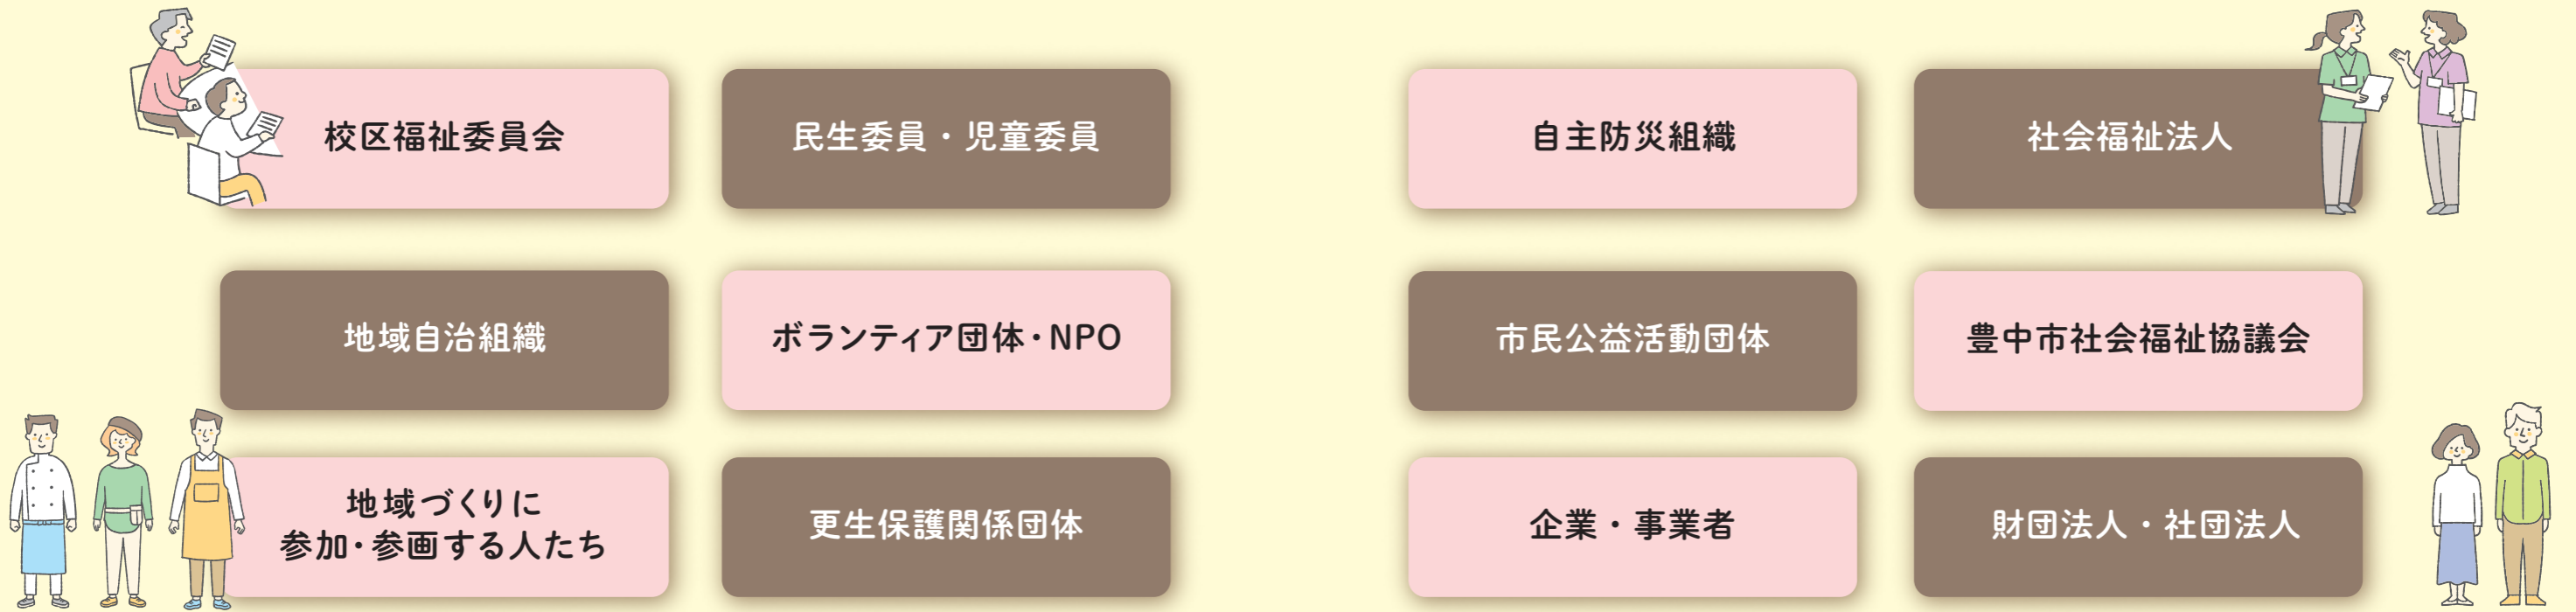 校区福祉委員会
民生委員・児童委員
自主防災組織
社会福祉法人
地域自治組織
ボランティア団体・NPO
市民公益活動団体
豊中市社会福祉協議会
地域づくりに
参加・参画する人たち
更生保護関係団体
企業・事業者
財団法人・社団法人